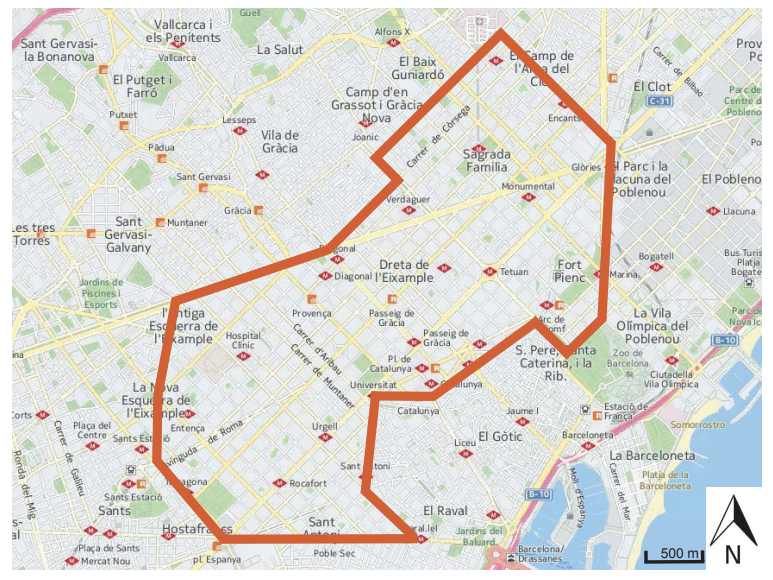 Vallcarca i
els Penitents
Güell
Alfons X
Sant Gervasi-
la Bonanova
Vallcarca
La Salut
El Baix
Guinardó
El Camp de
Carrer de Bilbao
El Putget i
Farró
Camp d'en
Grassot i Gràcia
Nova
El Clot
C-31
Parc de
Centre d
Poblenou
Putxet
Lesseps
Joanic
Carrer de Còrsega
Encants
Vila de
Gràcia
Pàdua
Sagrada
Família
Glòries
El Parc i la
Llacuna del
Poblenou
Sant Gervasi
Monumental
El Poblenou
Verdaguer
Llacuna
Gràcia
Muntaner
Les tres
Torres
Sant
Gervasi-
Galvany
Diagonal
Diagonal
Dreta de
l'Eixample
Tetuan
Fort
Pienc
Marina
Bogatell
Bus Turís
Platja
Bogatell
Jardins de
Piscines i
Esports
l'Antiga
Esquerra de
l'Eixample
Provença
Passeig de
Gràcia
Arc de
La Vila
Olímpica del
Poblenou
Parc de
Hospital
Clínic
Carrer d'Aribau
Carrer de Muntaner
Passeig de
Gràcia
Pl. de
Catalunya
S. Pere, Santa
Caterina, i la
Rib.
Zoo de
Barcelona
B-10
La Nova
Esquerra de
l'Eixample
Universitat
Catalunya
Catalunya
Ciutadella
Vila Olímpica
Corts
Plaça del
Centre
Entença
Sants Estació
Urgell
Jaume I
Estació de
França
Somorrostro
El Gòtic
Liceu
Barceloneta
Carrer de Galileu
Ronda del Mig
Avinguda de Roma
La Barceloneta
Platja de la
Barceloneta
Sant Antoni
Tarragona
Rocafort
Sants Estació
Sants
B-10
Moll d'Espanya
Carrer del Mar
El Raval
Hostafrancs
Sant
Antoni
Paral.lel
Jardins del
Baluard
Plaça de Sants
Mercat Nou
pl. Espanya
Poble Sec
Barcelona/
Drassanes
500 m
N